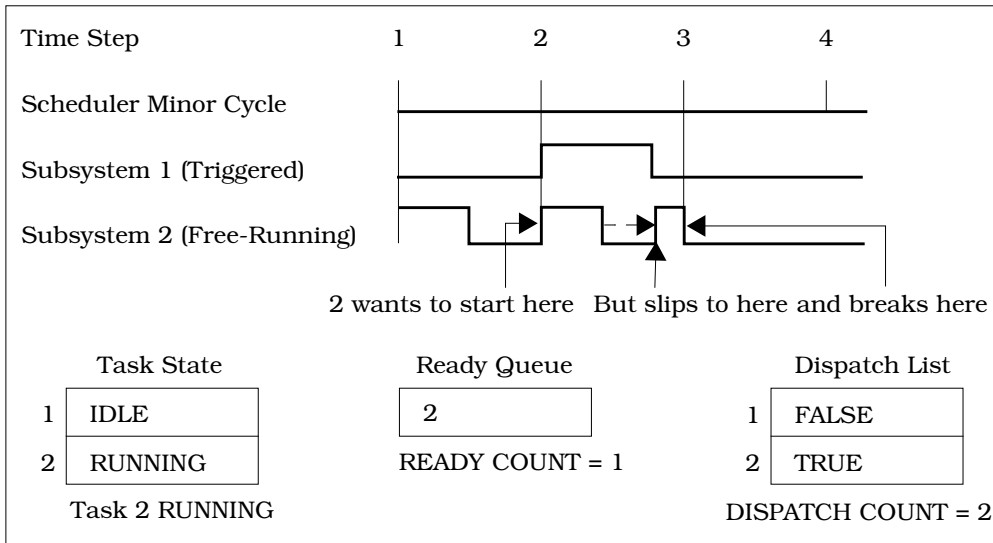 Time Step 1 2 3 4
Scheduler Minor Cycle
Subsystem 1 (Triggered)
Subsystem 2 (Free-Running)
2 wants to start here But slips to here and breaks here
Task State Ready Queue Dispatch List
1 IDLE 2 1 FALSE
2 RUNNING READY COUNT = 1 2 TRUE
Task 2 RUNNING DISPATCH COUNT = 2